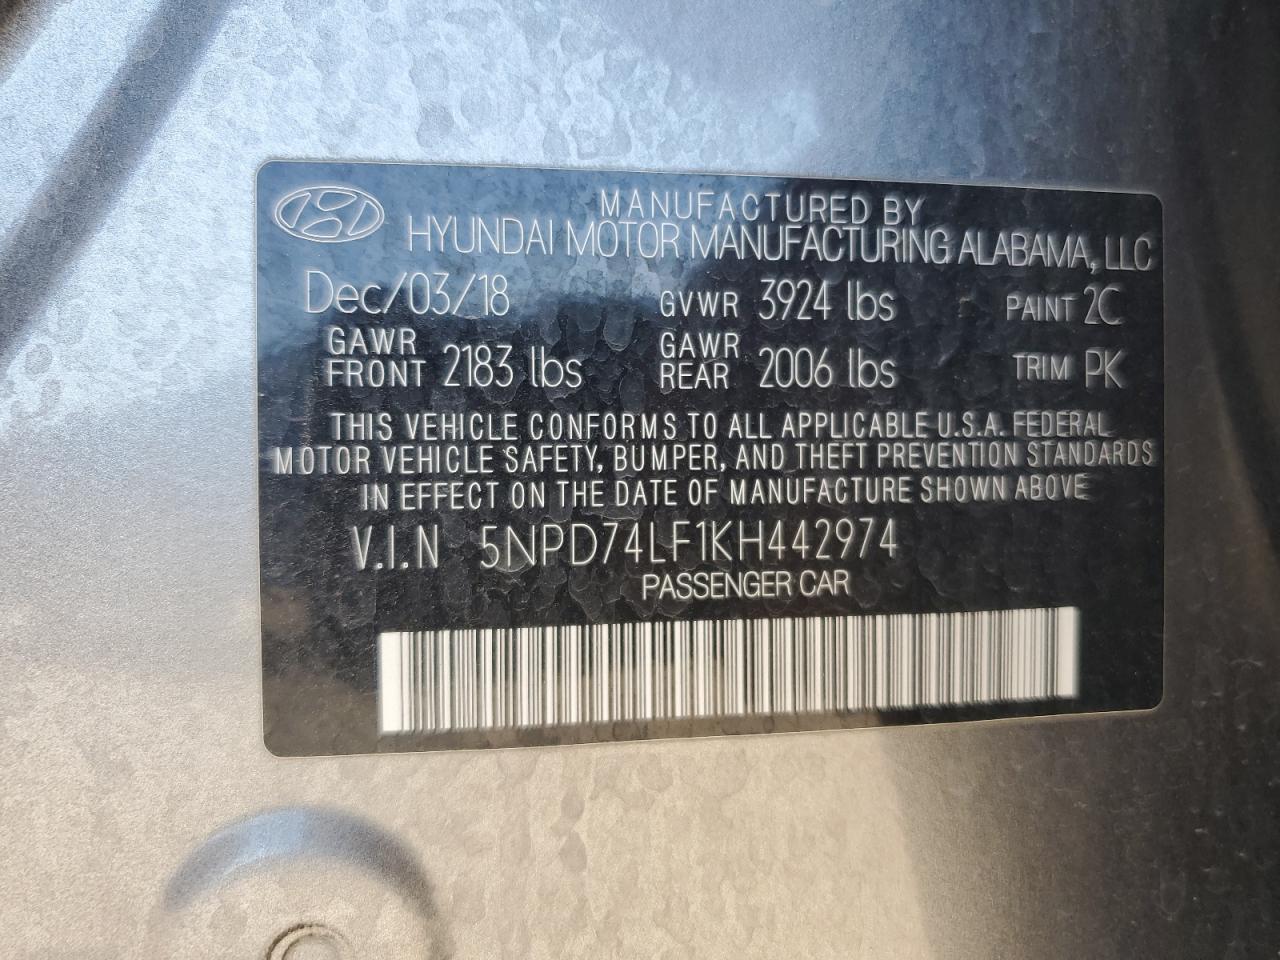 MANUFACTURED BY
HYUNDAI MOTOR MANUFACTURING ALABAMA, LLC
Dec/03/18 GVWR 3924 lbs PAINT 2C
GAWR FRONT 2183 lbs GAWR REAR 2006 lbs TRIM PK
THIS VEHICLE CONFORMS TO ALL APPLICABLE U.S.A. FEDERAL
MOTOR VEHICLE SAFETY, BUMPER, AND THEFT PREVENTION STANDARDS
IN EFFECT ON THE DATE OF MANUFACTURE SHOWN ABOVE
V.I.N 5NPD74LF1KH442974
PASSENGER CAR